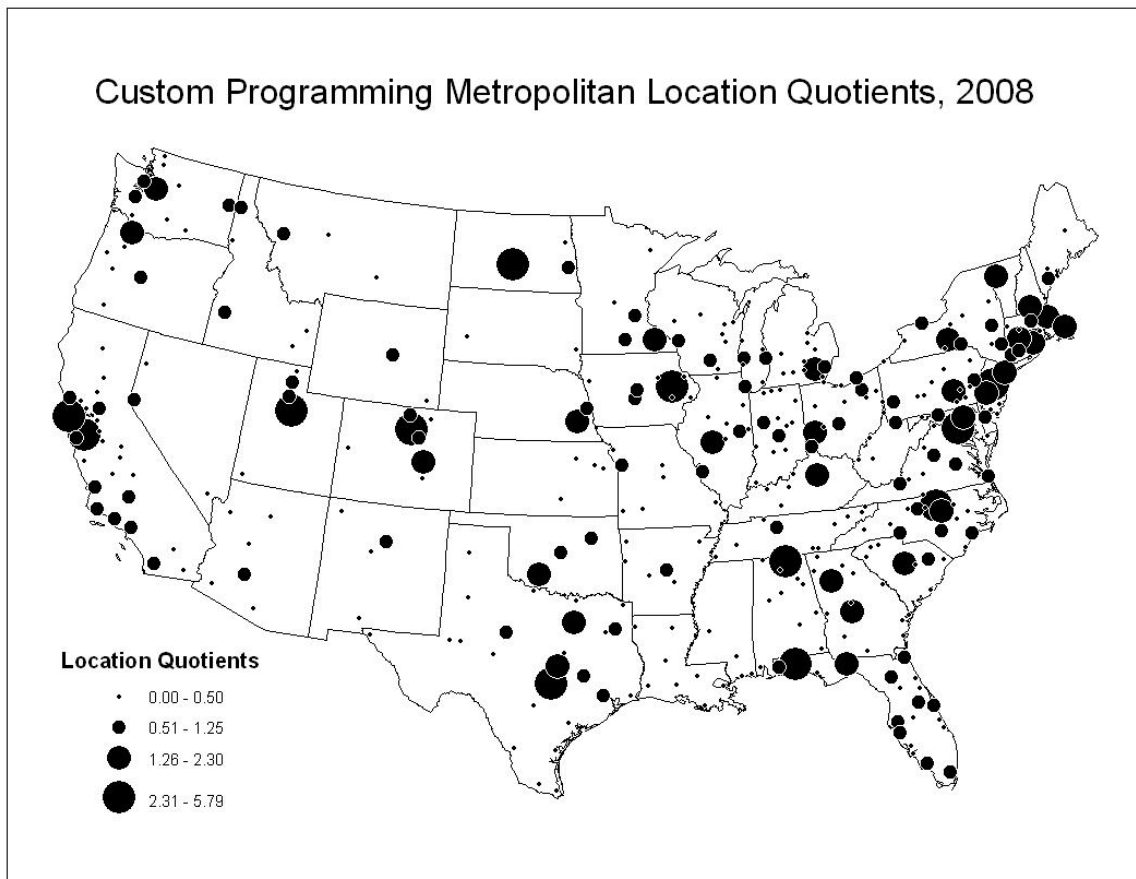 Custom Programming Metropolitan Location Quotients, 2008
Location Quotients
0.00 - 0.50
0.51 - 1.25
1.26 - 2.30
2.31 - 5.79